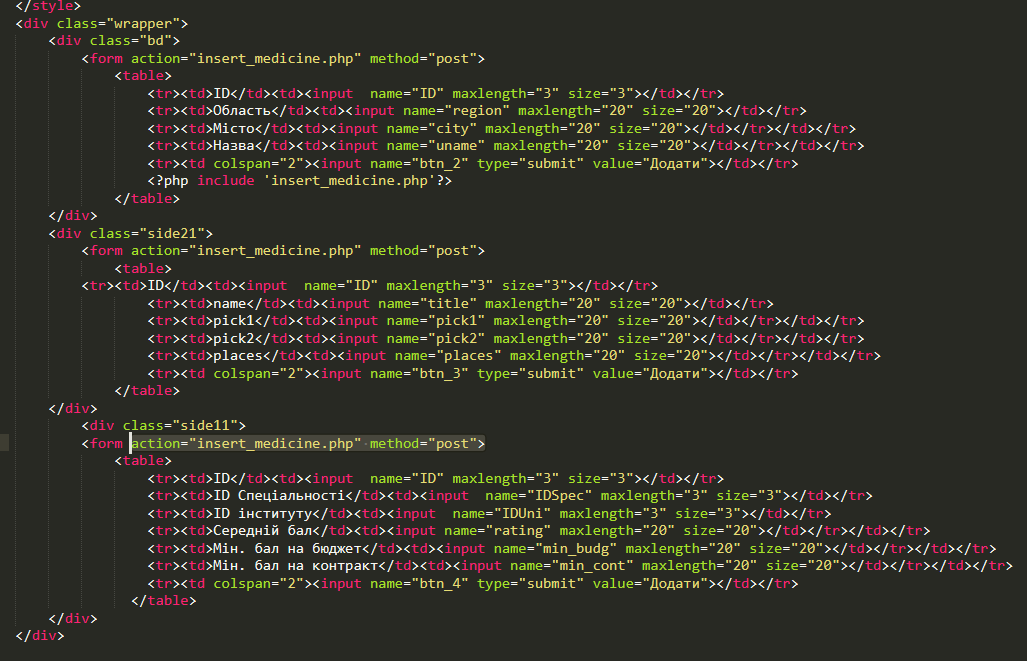 </style>
<div class="wrapper">
<div class="bd">
<form action="insert_medicine.php" method="post">
<table>
<tr><td>ID</td><td><input  name="ID" maxlength="3" size="3"></td></tr>
<tr><td>Область</td><td><input name="region" maxlength="20" size="20"></td></tr>
<tr><td>Місто</td><td><input name="city" maxlength="20" size="20"></td></tr></td></tr>
<tr><td>Назва</td><td><input name="uname" maxlength="20" size="20"></td></tr></td></tr>
<tr><td colspan="2"><input name="btn_2" type="submit" value="Додати"></td></tr>
<?php include 'insert_medicine.php'?>
</table>
</div>
<div class="side21">
<form action="insert_medicine.php" method="post">
<table>
<tr><td>ID</td><td><input  name="ID" maxlength="3" size="3"></td></tr>
<tr><td>name</td><td><input name="title" maxlength="20" size="20"></td></tr>
<tr><td>pick1</td><td><input name="pick1" maxlength="20" size="20"></td></tr></td></tr>
<tr><td>pick2</td><td><input name="pick2" maxlength="20" size="20"></td></tr></td></tr>
<tr><td>places</td><td><input name="places" maxlength="20" size="20"></td></tr></td></tr>
<tr><td colspan="2"><input name="btn_3" type="submit" value="Додати"></td></tr>
</table>
</div>
<div class="side11">
<form action="insert_medicine.php" method="post">
<table>
<tr><td>ID</td><td><input  name="ID" maxlength="3" size="3"></td></tr>
<tr><td>ID Спеціальності</td><td><input  name="IDSpec" maxlength="3" size="3"></td></tr>
<tr><td>ID інституту</td><td><input  name="IDUni" maxlength="3" size="3"></td></tr>
<tr><td>Середній бал</td><td><input name="rating" maxlength="20" size="20"></td></tr></td></tr>
<tr><td>Мін. бал на бюджет</td><td><input name="min_budg" maxlength="20" size="20"></td></tr></td></tr>
<tr><td>Мін. бал на контракт</td><td><input name="min_cont" maxlength="20" size="20"></td></tr></td></tr>
<tr><td colspan="2"><input name="btn_4" type="submit" value="Додати"></td></tr>
</table>
</div>
</div>